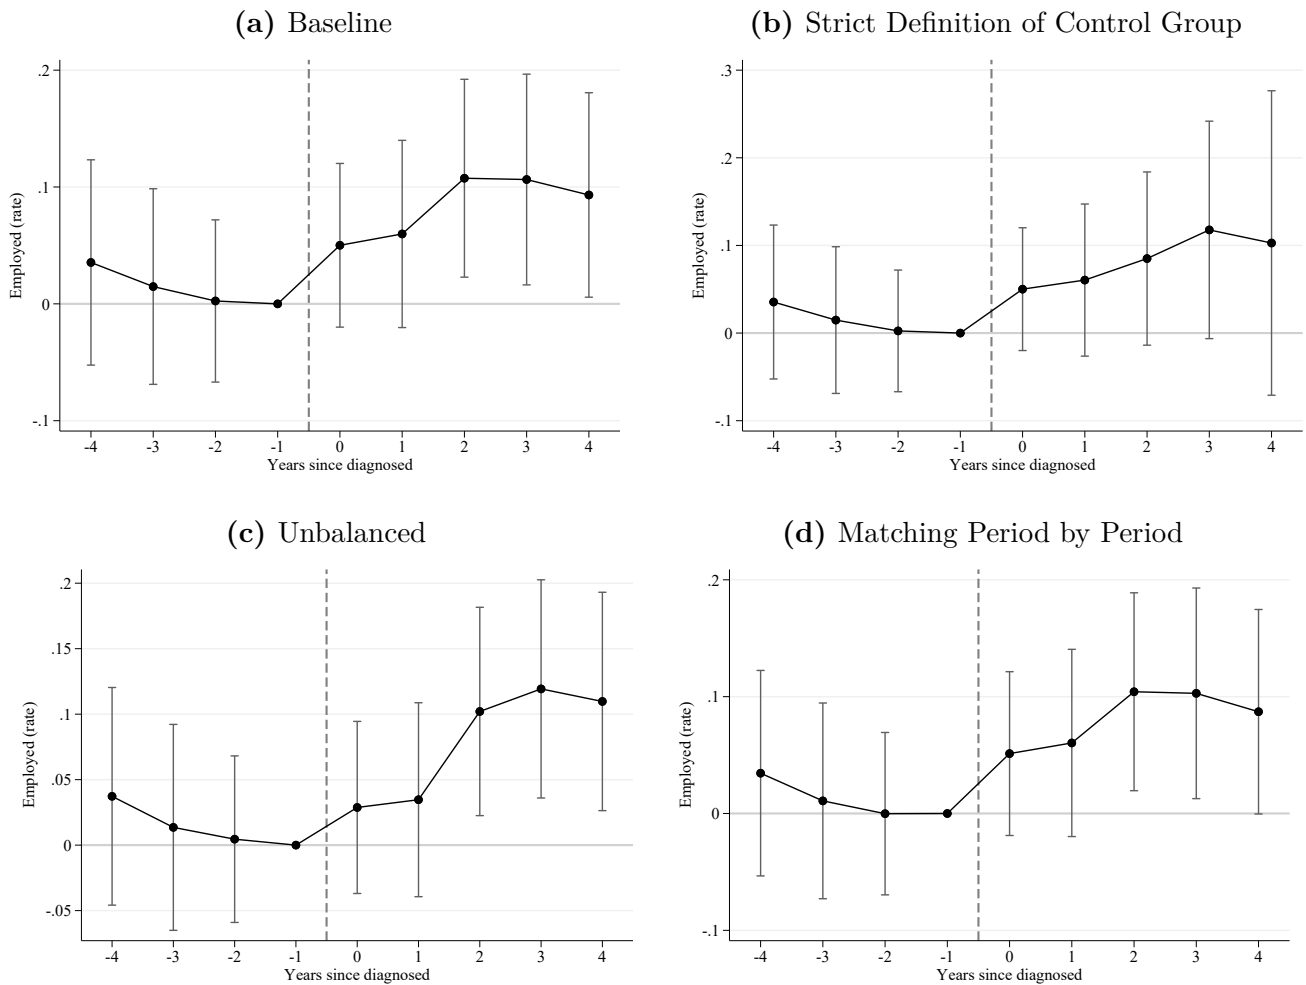 (a) Baseline
.2
.1
0
-.1
Employed (rate)
-4 -3 -2 -1 0 1 2 3 4
Years since diagnosed
(b) Strict Definition of Control Group
.3
.2
.1
0
-.1
Employed (rate)
-4 -3 -2 -1 0 1 2 3 4
Years since diagnosed
(c) Unbalanced
.2
.15
.1
.05
0
-.05
Employed (rate)
-4 -3 -2 -1 0 1 2 3 4
Years since diagnosed
(d) Matching Period by Period
.2
.1
0
-.1
Employed (rate)
-4 -3 -2 -1 0 1 2 3 4
Years since diagnosed